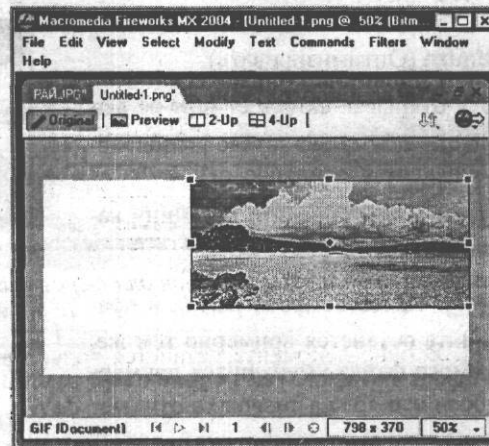 Macromedia Fireworks MX 2004 - [Untitled-1.png @ 50% (Bitm...
File Edit View Select Modify Text Commands Filters Window
Help
РАЙ.JPG* Untitled-1.png*
Original Preview 2-Up 4-Up
GIF (Document) 1 798 x 370 50%